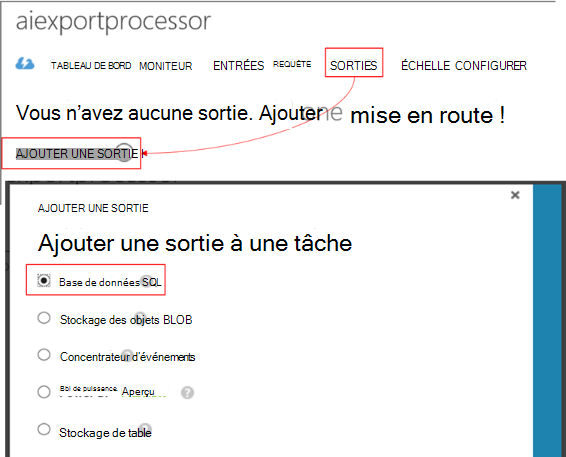 aiexportprocessor
TABLEAU DE BORD MONITEUR ENTRÉES REQUÊTE SORTIES ÉCHELLE CONFIGURER
Vous n’avez aucune sortie. Ajouter one mise en route !
AJOUTER UNE SORTIE
AJOUTER UNE SORTIE
Ajouter une sortie à une tâche
Base de données SQL
Stockage des objets BLOB
Concentrateur d'événements
Bbi de puissance. Aperçu
Stockage de table